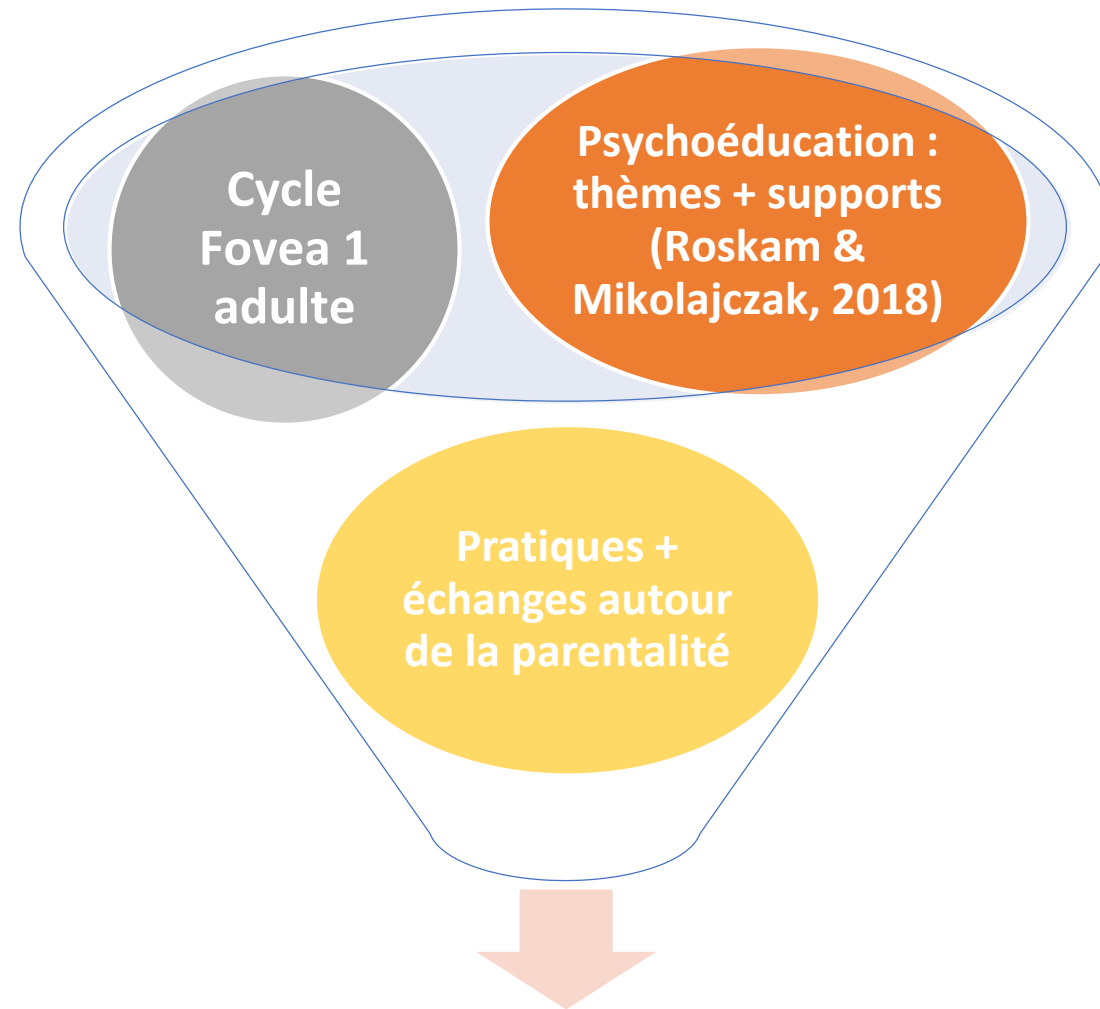 Cycle
Fovea 1
adulte
Psychoéducation :
thèmes + supports
(Roskam &
Mikolajczak, 2018)
Pratiques +
échanges autour
de la parentalité